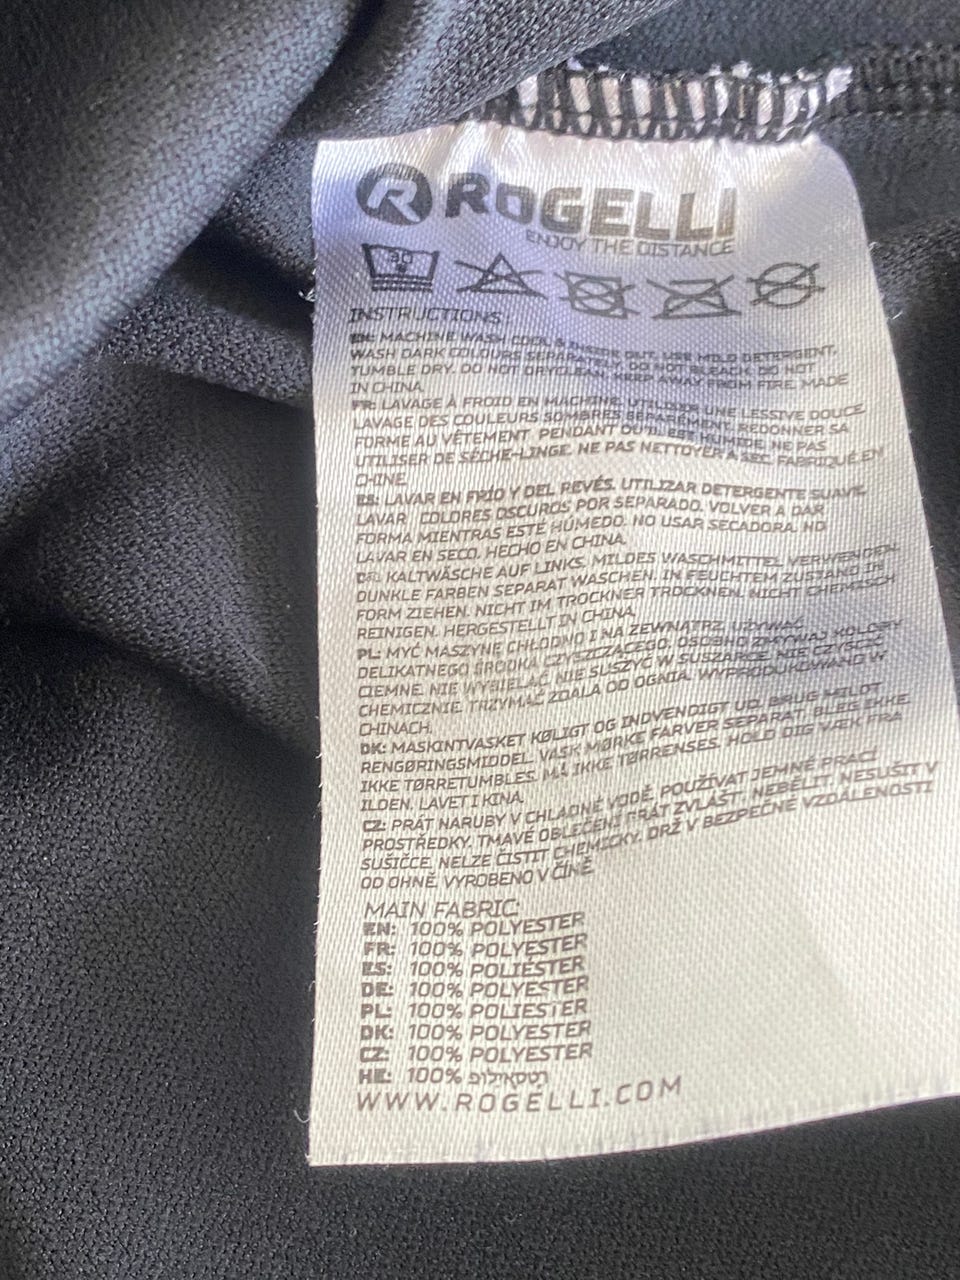 R ROGELLI
ENJOY THE DISTANCE
30
INSTRUCTIONS:
EN: MACHINE WASH COOL & INSIDE OUT. USE MILD DETERGENT.
WASH DARK COLOURS SEPARATELY. DO NOT BLEACH. DO NOT
TUMBLE DRY. DO NOT DRYCLEAN. KEEP AWAY FROM FIRE. MADE
IN CHINA.
FR: LAVAGE À FROID EN MACHINE. UTILISER UNE LESSIVE DOUCE.
LAVAGE DES COULEURS SOMBRES SEPARÉMENT. REDONNER SA
FORME AU VÊTEMENT PENDANT QU'IL EST HUMIDE. NE PAS
UTILISER DE SÈCHE-LINGE. NE PAS NETTOYER À SEC. FABRIQUÉ EN
CHINE.
ES: LAVAR EN FRÍO Y DEL REVÉS. UTILIZAR DETERGENTE SUAVE.
LAVAR COLORES OSCUROS POR SEPARADO. VOLVER A DAR
FORMA MIENTRAS ESTÉ HÚMEDO. NO USAR SECADORA. NO
LAVAR EN SECO. HECHO EN CHINA.
DE: KALTWÄSCHE AUF LINKS. MILDES WASCHMITTEL VERWENDEN.
DUNKLE FARBEN SEPARAT WASCHEN. IN FEUCHTEM ZUSTAND IN
FORM ZIEHEN. NICHT IM TROCKNER TROCKNEN. NICHT CHEMISCH
REINIGEN. HERGESTELLT IN CHINA.
PL: MYĆ MASZYNE CHŁODNO I NA ZEWNĄTRZ. UŻYWAĆ
DELIKATNEGO ŚRODKA CZYSZCZĄCEGO. OSOBNO ZMYWAJ KOLORY
CIEMNE. NIE WYBIELAĆ. NIE SUSZYĆ W SUSZARCE. NIE CZYŚCIĆ
CHEMICZNIE. TRZYMAĆ ZDALA OD OGNIA. WYPRODUKOWANO W
CHINACH.
DK: MASKINTVASKET KØLIGT OG INDVENDIGT UD. BRUG MILDT
RENGØRINGSMIDDEL. VASK MØRKE FARVER SEPARAT. BLEG IKKE.
IKKE TØRRETUMBLES. MÅ IKKE TØRRENSES. HOLD DIG VÆK FRA
ILDEN. LAVET I KINA.
CZ: PRÁT NARUBY V CHLADNÉ VODĚ. POUŽÍVAT JEMNÉ PRACÍ
PROSTŘEDKY. TMAVÉ OBLEČENÍ PRÁT ZVLÁŠŤ. NEBĚLIT. NESUŠIT V
SUŠIČCE. NELZE ČISTIT CHEMICKY. DRŽ V BEZPEČNÉ VZDÁLENOSTI
OD OHNĚ. VYROBENO V ČÍNĚ.
MAIN FABRIC:
EN: 100% POLYESTER
FR: 100% POLYESTER
ES: 100% POLIÉSTER
DE: 100% POLYESTER
PL: 100% POLIESTER
DK: 100% POLYESTER
CZ: 100% POLYESTER
HE: 100%
WWW.ROGELLI.COM